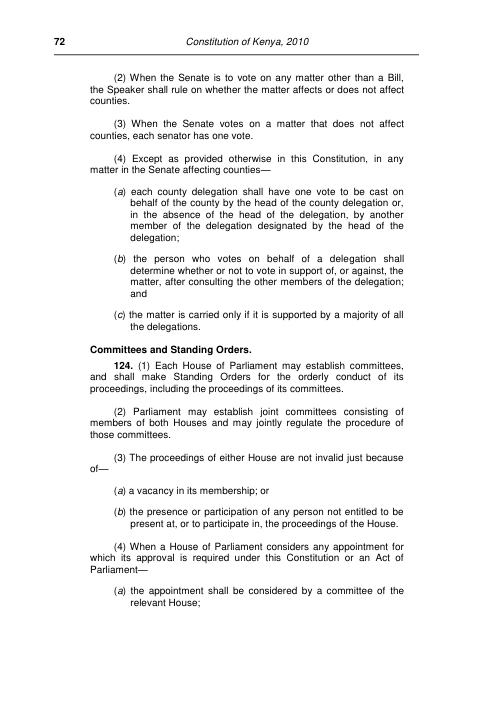 72 Constitution of Kenya, 2010
(2) When the Senate is to vote on any matter other than a Bill,
the Speaker shall rule on whether the matter affects or does not affect
counties.
(3) When the Senate votes on a matter that does not affect
counties, each senator has one vote.
(4) Except as provided otherwise in this Constitution, in any
matter in the Senate affecting counties—
(a) each county delegation shall have one vote to be cast on
behalf of the county by the head of the county delegation or,
in the absence of the head of the delegation, by another
member of the delegation designated by the head of the
delegation;
(b) the person who votes on behalf of a delegation shall
determine whether or not to vote in support of, or against, the
matter, after consulting the other members of the delegation;
and
(c) the matter is carried only if it is supported by a majority of all
the delegations.
Committees and Standing Orders.
124. (1) Each House of Parliament may establish committees,
and shall make Standing Orders for the orderly conduct of its
proceedings, including the proceedings of its committees.
(2) Parliament may establish joint committees consisting of
members of both Houses and may jointly regulate the procedure of
those committees.
(3) The proceedings of either House are not invalid just because
of—
(a) a vacancy in its membership; or
(b) the presence or participation of any person not entitled to be
present at, or to participate in, the proceedings of the House.
(4) When a House of Parliament considers any appointment for
which its approval is required under this Constitution or an Act of
Parliament—
(a) the appointment shall be considered by a committee of the
relevant House;